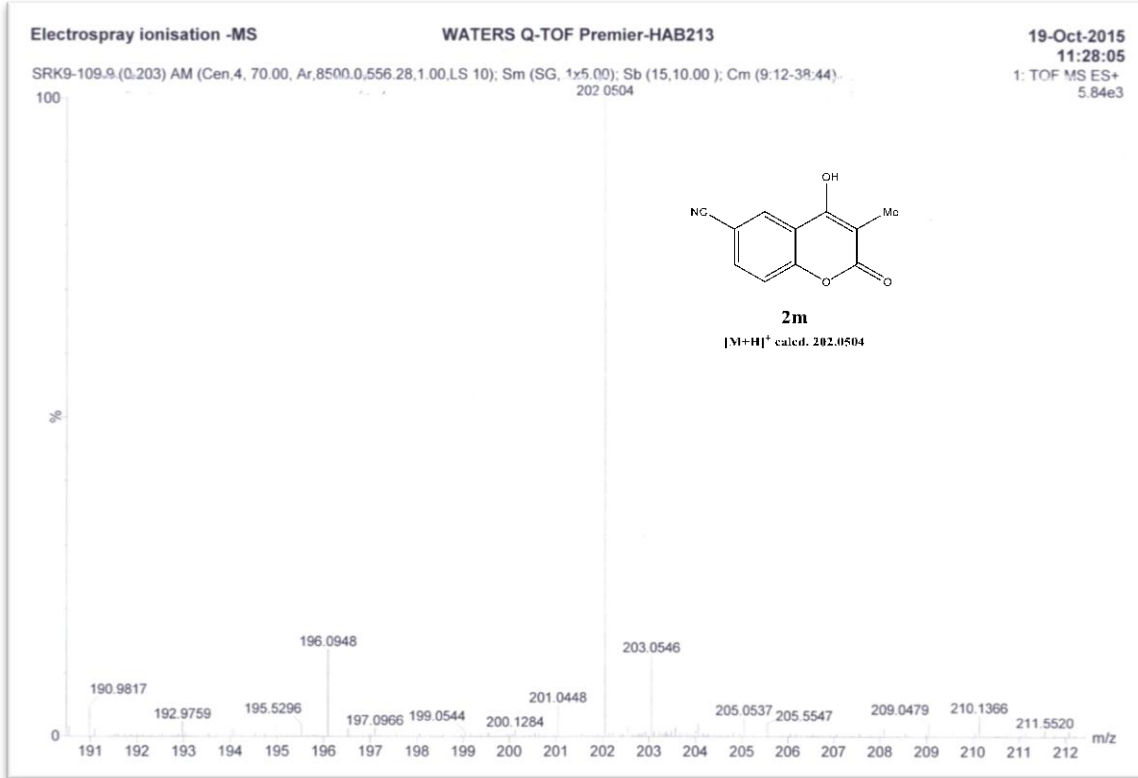 Electrospray ionisation -MS
WATERS Q-TOF Premier-HAB213
19-Oct-2015
11:28:05
SRK9-109.9 (0.203) AM (Cen,4, 70.00, Ar,8500.0,556.28,1.00,LS 10); Sm (SG, 1x5.00); Sb (15,10.00 ); Cm (9:12-38:44)
1: TOF MS ES+
5.84e3
100
202.0504
OH
NC
Me
O
O
2m
[M+H]+ calcd. 202.0504
%
196.0948
203.0546
190.9817
192.9759
195.5296
197.0966
199.0544
200.1284
201.0448
205.0537
205.5547
209.0479
210.1366
211.5520
0
191 192 193 194 195 196 197 198 199 200 201 202 203 204 205 206 207 208 209 210 211 212 m/z